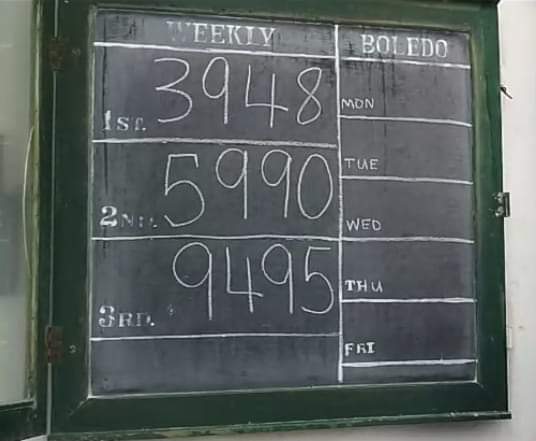 WEEKLY
1ST. 3948
2ND. 5990
3RD. 9495
BOLEDO
MON
TUE
WED
THU
FRI